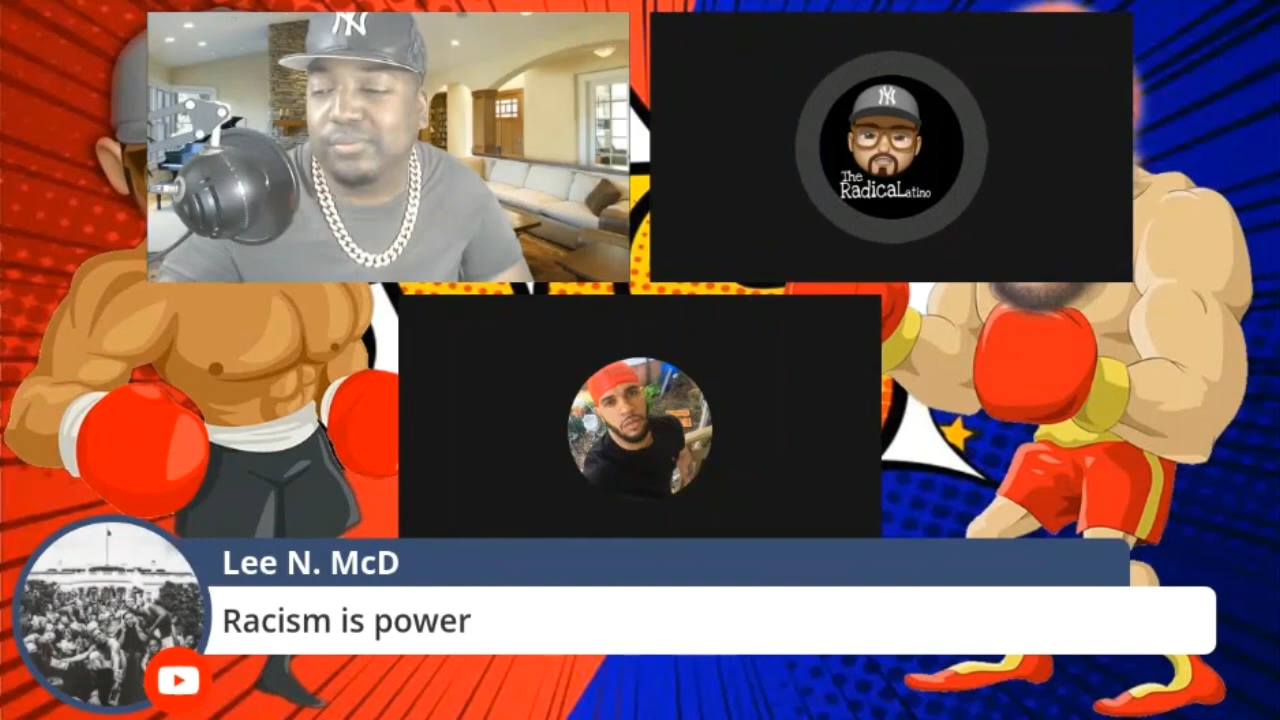 NY
NY
The
RadicaLatino
Lee N. McD
Racism is power